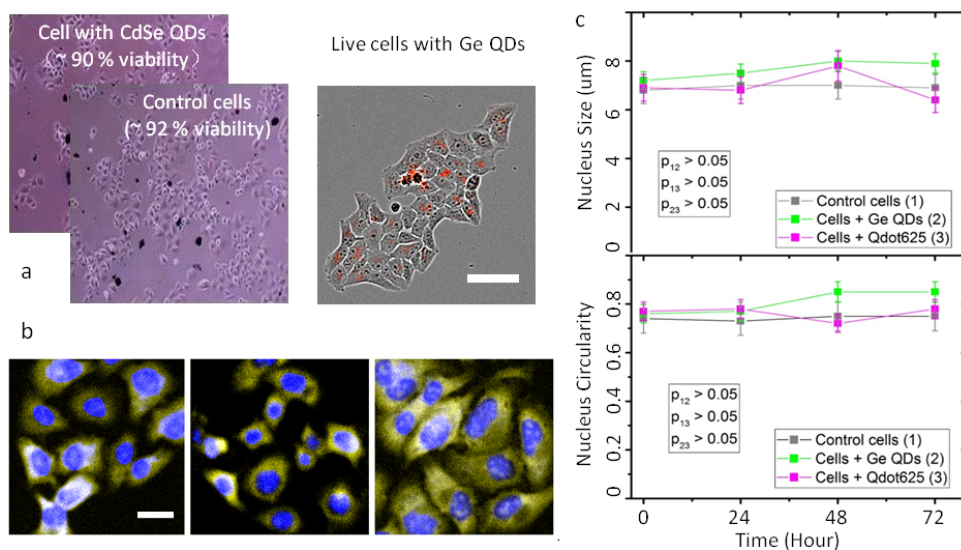 a
Cell with CdSe QDs
(~ 90 % viability）
Control cells
(~ 92 % viability)
Live cells with Ge QDs
b
c
Nucleus Size (um)
8
6
4
2
0
p12 > 0.05
p13 > 0.05
p23 > 0.05
Control cells (1)
Cells + Ge QDs (2)
Cells + Qdot625 (3)
Nucleus Circularity
0.8
0.6
0.4
0.2
0
p12 > 0.05
p13 > 0.05
p23 > 0.05
Control cells (1)
Cells + Ge QDs (2)
Cells + Qdot625 (3)
0 24 48 72
Time (Hour)